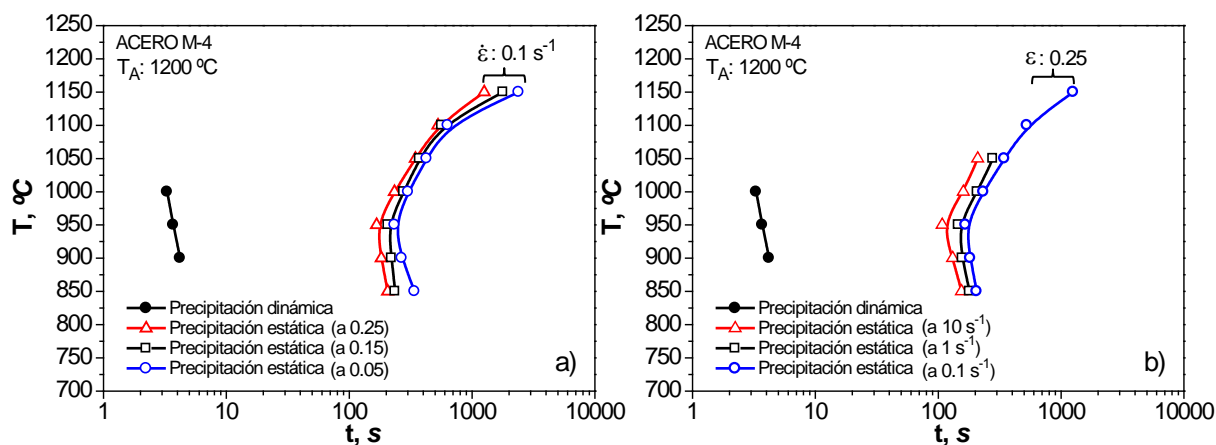 ACERO M-4
T_A: 1200 ºC
ε̇: 0.1 s⁻¹
1250
1200
1150
1100
1050
1000
950
900
850
800
750
700
T, ºC
Precipitación dinámica
Precipitación estática (a 0.25)
Precipitación estática (a 0.15)
Precipitación estática (a 0.05)
a)
1
10
100
1000
10000
t, s
ACERO M-4
T_A: 1200 ºC
ε: 0.25
1250
1200
1150
1100
1050
1000
950
900
850
800
750
700
T, ºC
Precipitación dinámica
Precipitación estática (a 10 s⁻¹)
Precipitación estática (a 1 s⁻¹)
Precipitación estática (a 0.1 s⁻¹)
b)
1
10
100
1000
10000
t, s